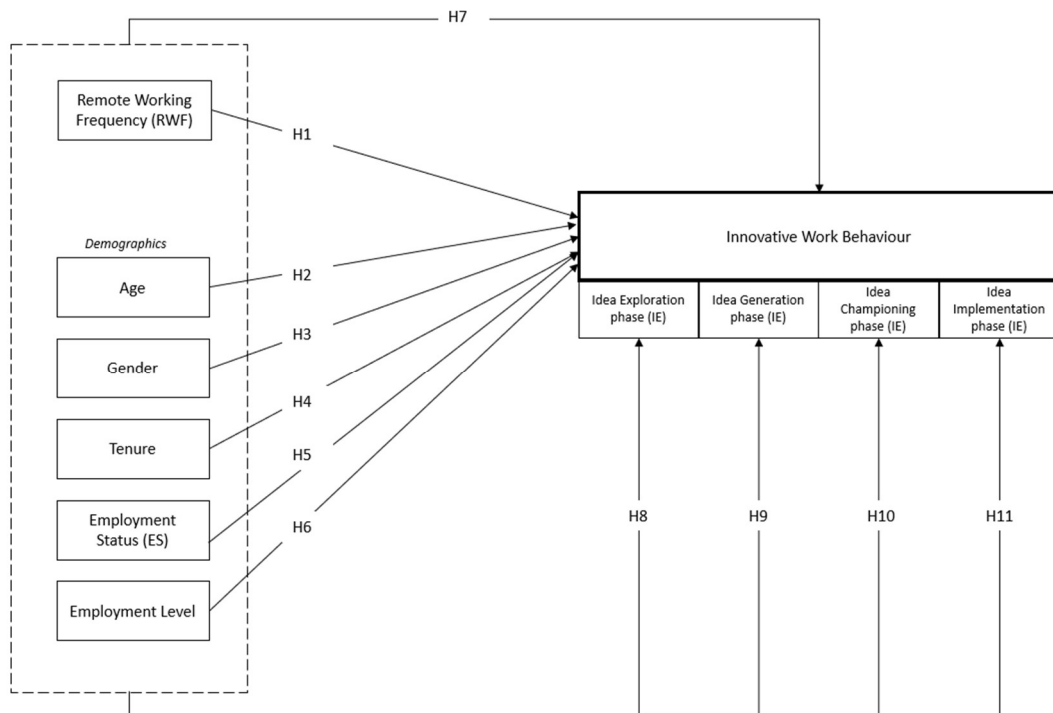 H7
Remote Working
Frequency (RWF)
H1
Demographics
Age
H2
Gender
H3
Tenure
H4
Employment
Status (ES)
H5
Employment Level
H6
Innovative Work Behaviour
Idea Exploration
phase (IE)
Idea Generation
phase (IE)
Idea
Championing
phase (IE)
Idea
Implementation
phase (IE)
H8
H9
H10
H11